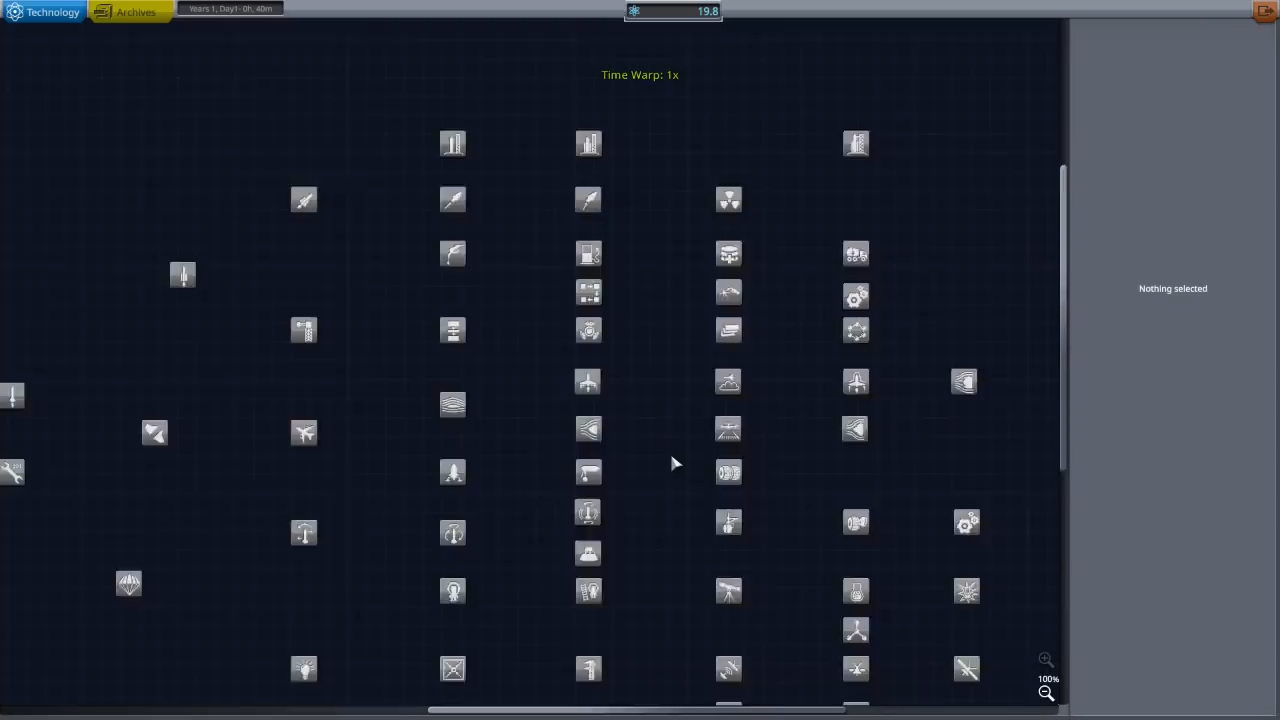 Technology
Archives
Years 1, Day1- 0h, 40m
19.8
Time Warp: 1x
Nothing selected
100%